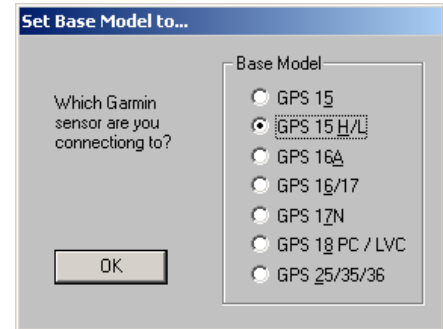 Set Base Model to...
Base Model
Which Garmin
sensor are you
connectiong to?
GPS 15
GPS 15 H/L
GPS 16A
GPS 16/17
GPS 17N
GPS 18 PC / LVC
GPS 25/35/36
OK